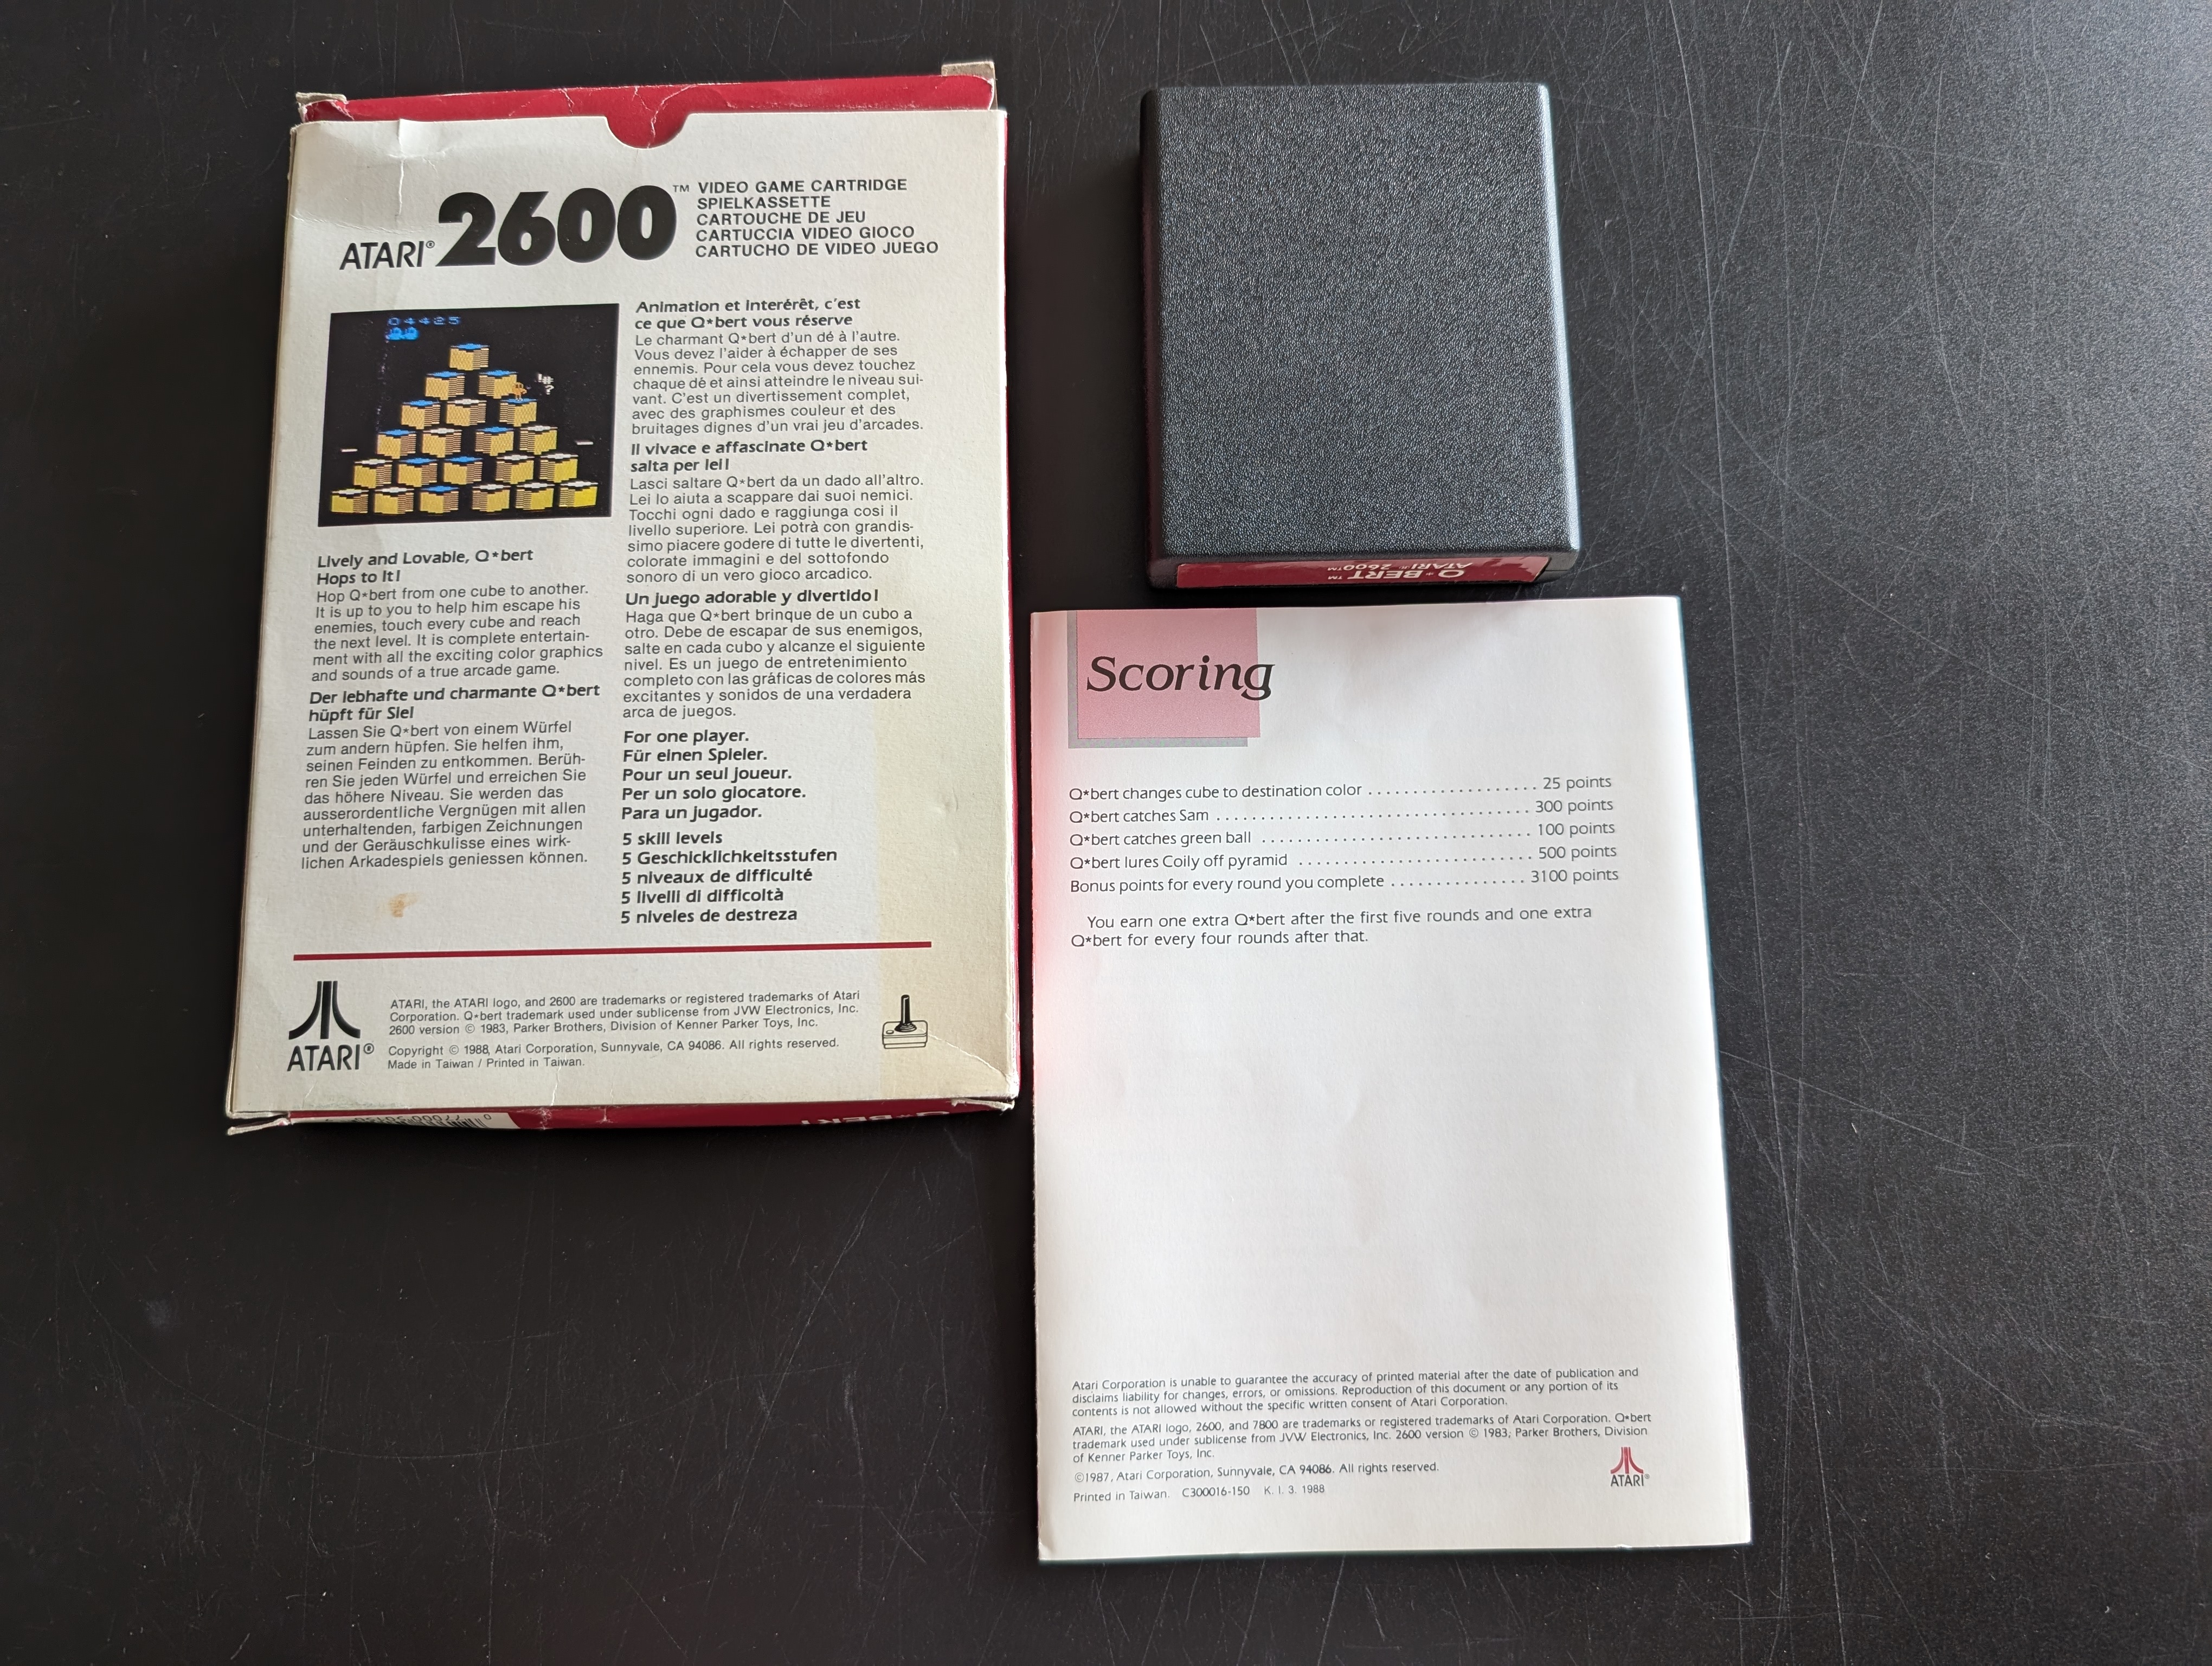 ATARI® 2600™
VIDEO GAME CARTRIDGE
SPIELKASSETTE
CARTOUCHE DE JEU
CARTUCCIA VIDEO GIOCO
CARTUCHO DE VIDEO JUEGO
04425
Lively and Lovable, Q*bert
Hops to It!
Hop Q*bert from one cube to another.
It is up to you to help him escape his
enemies, touch every cube and reach
the next level. It is complete entertain-
ment with all the exciting color graphics
and sounds of a true arcade game.
Der lebhafte und charmante Q*bert
hüpft für Sie!
Lassen Sie Q*bert von einem Würfel
zum andern hüpfen. Sie helfen ihm,
seinen Feinden zu entkommen. Berüh-
ren Sie jeden Würfel und erreichen Sie
das höhere Niveau. Sie werden das
ausserordentliche Vergnügen mit allen
unterhaltenden, farbigen Zeichnungen
und der Geräuschkulisse eines wirk-
lichen Arkadespiels geniessen können.
Animation et interérêt, c'est
ce que Q*bert vous réserve
Le charmant Q*bert d'un dé à l'autre.
Vous devez l'aider à échapper de ses
ennemis. Pour cela vous devez touchez
chaque dé et ainsi atteindre le niveau sui-
vant. C'est un divertissement complet,
avec des graphismes couleur et des
bruitages dignes d'un vrai jeu d'arcades.
Il vivace e affascinate Q*bert
salta per lei!
Lasci saltare Q*bert da un dado all'altro.
Lei lo aiuta a scappare dai suoi nemici.
Tocchi ogni dado e raggiunga cosi il
livello superiore. Lei potrà con grandis-
simo piacere godere di tutte le divertenti,
colorate immagini e del sottofondo
sonoro di un vero gioco arcadico.
Un juego adorable y divertido!
Haga que Q*bert brinque de un cubo a
otro. Debe de escapar de sus enemigos,
salte en cada cubo y alcanze el siguiente
nivel. Es un juego de entretenimiento
completo con las gráficas de colores más
excitantes y sonidos de una verdadera
arca de juegos.
For one player.
Für einen Spieler.
Pour un seul joueur.
Per un solo giocatore.
Para un jugador.
5 skill levels
5 Geschicklichkeitsstufen
5 niveaux de difficulté
5 livelli di difficoltà
5 niveles de destreza
ATARI®
ATARI, the ATARI logo, and 2600 are trademarks or registered trademarks of Atari
Corporation. Q*bert trademark used under sublicense from JVW Electronics, Inc.
2600 version © 1983, Parker Brothers, Division of Kenner Parker Toys, Inc.
Copyright © 1988, Atari Corporation, Sunnyvale, CA 94086. All rights reserved.
Made in Taiwan / Printed in Taiwan.
Q*BERT
Q*BERT™
ATARI® 2600™
Scoring
Q*bert changes cube to destination color . . . . . . . . . . . . . . . . . . . 25 points
Q*bert catches Sam . . . . . . . . . . . . . . . . . . . . . . . . . . . . . . . . . . . 300 points
Q*bert catches green ball . . . . . . . . . . . . . . . . . . . . . . . . . . . . . . 100 points
Q*bert lures Coily off pyramid . . . . . . . . . . . . . . . . . . . . . . . . . . 500 points
Bonus points for every round you complete . . . . . . . . . . . . . . . 3100 points
You earn one extra Q*bert after the first five rounds and one extra
Q*bert for every four rounds after that.
Atari Corporation is unable to guarantee the accuracy of printed material after the date of publication and
disclaims liability for changes, errors, or omissions. Reproduction of this document or any portion of its
contents is not allowed without the specific written consent of Atari Corporation.
ATARI, the ATARI logo, 2600, and 7800 are trademarks or registered trademarks of Atari Corporation. Q*bert
trademark used under sublicense from JVW Electronics, Inc. 2600 version © 1983, Parker Brothers, Division
of Kenner Parker Toys, Inc.
©1987, Atari Corporation, Sunnyvale, CA 94086. All rights reserved.
Printed in Taiwan. C300016-150 K. I. 3. 1988
ATARI®